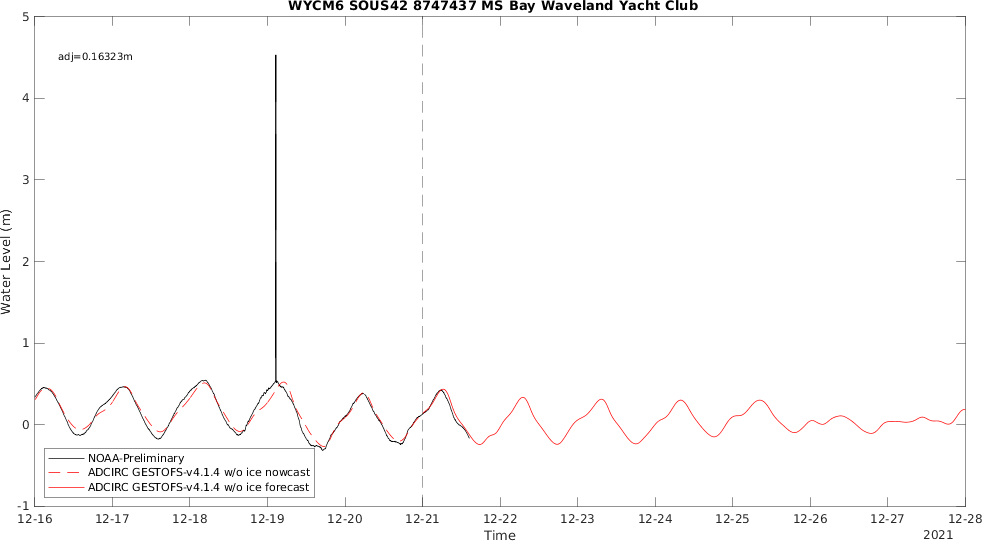 WYCM6 SOUS42 8747437 MS Bay Waveland Yacht Club
5
adj=0.16323m
4
3
2
1
0
-1
Water Level (m)
NOAA-Preliminary
ADCIRC GESTOFS-v4.1.4 w/o ice nowcast
ADCIRC GESTOFS-v4.1.4 w/o ice forecast
12-16 12-17 12-18 12-19 12-20 12-21 12-22 12-23 12-24 12-25 12-26 12-27 12-28
Time
2021